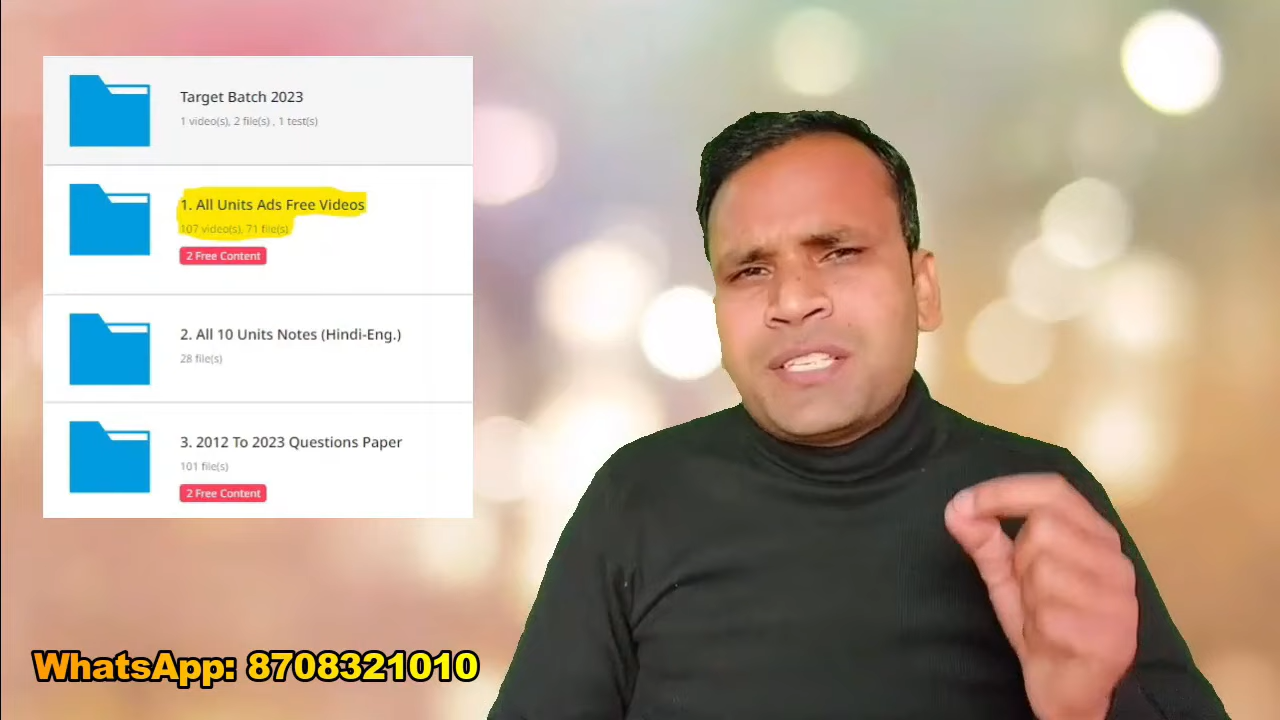 Target Batch 2023
1 video(s), 2 file(s) , 1 test(s)
1. All Units Ads Free Videos
107 video(s), 71 file(s)
2 Free Content
2. All 10 Units Notes (Hindi-Eng.)
28 file(s)
3. 2012 To 2023 Questions Paper
101 file(s)
2 Free Content
WhatsApp: 8708321010